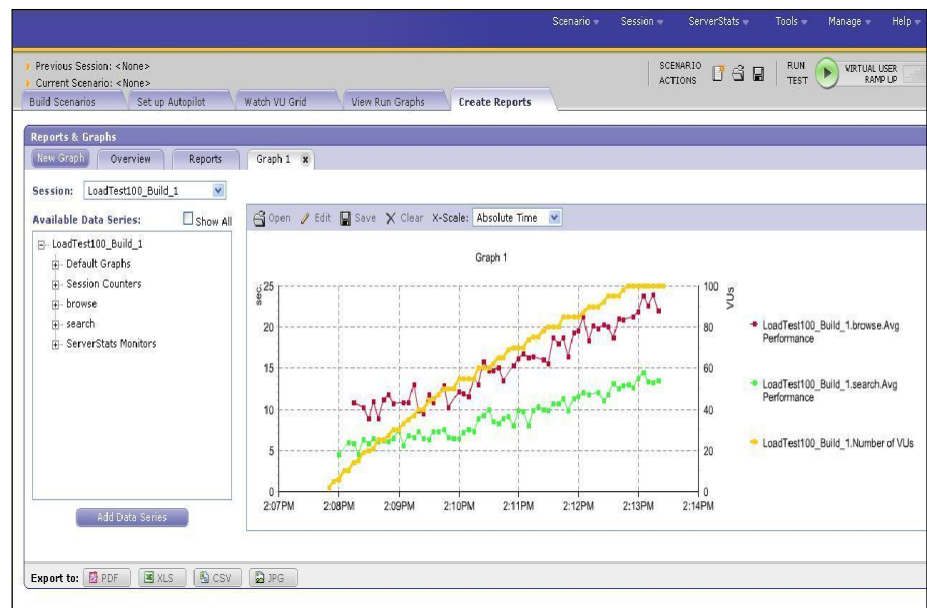 Scenario Session ServerStats Tools Manage Help
Previous Session: <None>
Current Scenario: <None>
SCENARIO ACTIONS
RUN TEST
VIRTUAL USER RAMP UP
Build Scenarios Set up Autopilot Watch VU Grid View Run Graphs Create Reports
Reports & Graphs
New Graph Overview Reports Graph 1 x
Session: LoadTest100_Build_1
Available Data Series: Show All
Open Edit Save Clear X-Scale: Absolute Time
LoadTest100_Build_1
Default Graphs
Session Counters
browse
search
ServerStats Monitors
Add Data Series
Graph 1
sec.
25
20
15
10
5
0
VUs
100
80
60
40
20
0
2:07PM 2:08PM 2:09PM 2:10PM 2:11PM 2:12PM 2:13PM 2:14PM
LoadTest100_Build_1.browse.Avg
Performance
LoadTest100_Build_1.search.Avg
Performance
LoadTest100_Build_1.Number of VUs
Export to: PDF XLS CSV JPG